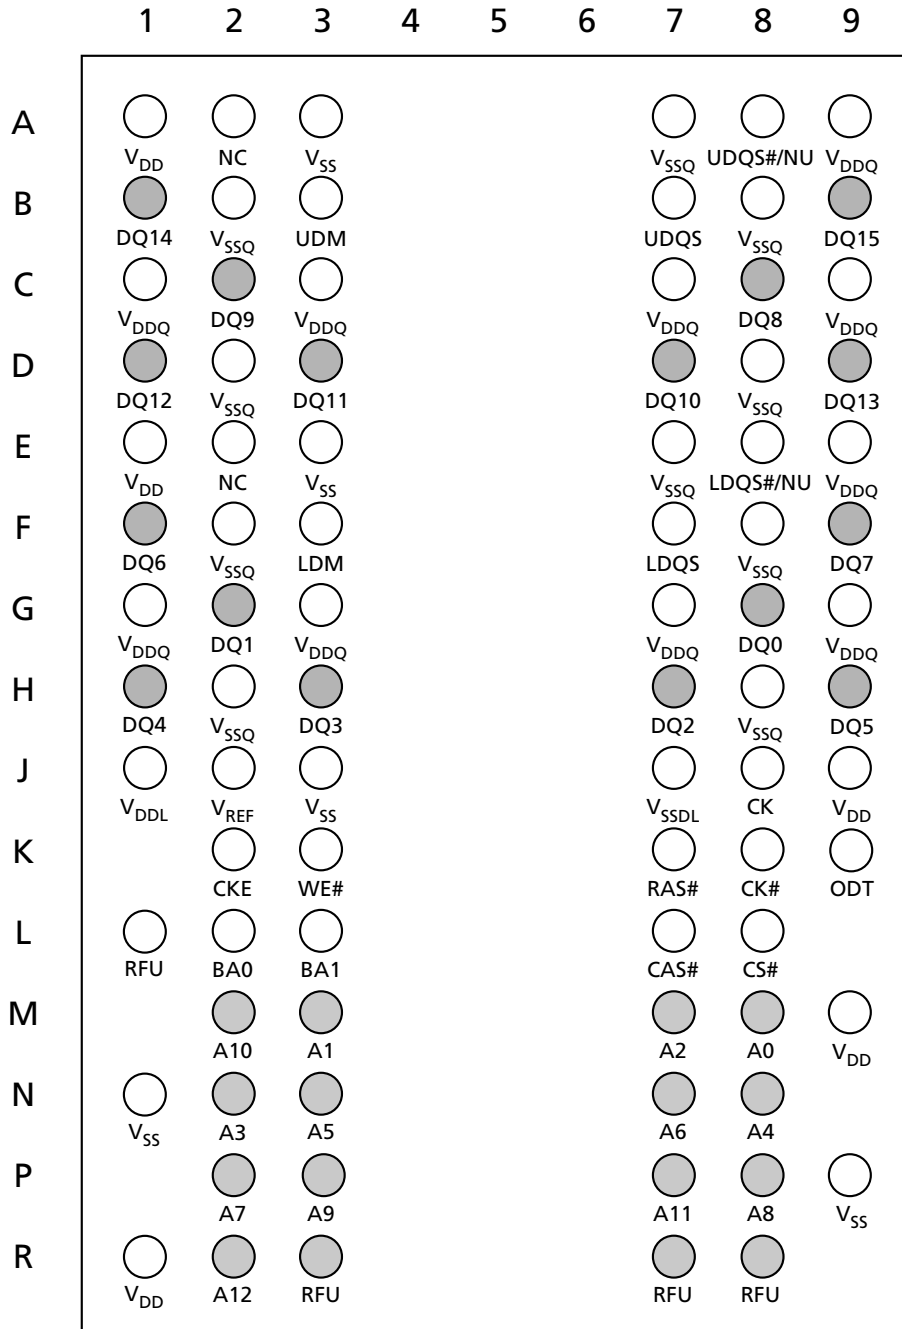 1 2 3 4 5 6 7 8 9
A
VDD NC VSS VSSQ UDQS#/NU VDDQ
B
DQ14 VSSQ UDM UDQS VSSQ DQ15
C
VDDQ DQ9 VDDQ VDDQ DQ8 VDDQ
D
DQ12 VSSQ DQ11 DQ10 VSSQ DQ13
E
VDD NC VSS VSSQ LDQS#/NU VDDQ
F
DQ6 VSSQ LDM LDQS VSSQ DQ7
G
VDDQ DQ1 VDDQ VDDQ DQ0 VDDQ
H
DQ4 VSSQ DQ3 DQ2 VSSQ DQ5
J
VDDL VREF VSS VSSDL CK VDD
K
CKE WE# RAS# CK# ODT
L
RFU BA0 BA1 CAS# CS#
M
A10 A1 A2 A0 VDD
N
VSS A3 A5 A6 A4
P
A7 A9 A11 A8 VSS
R
VDD A12 RFU RFU RFU